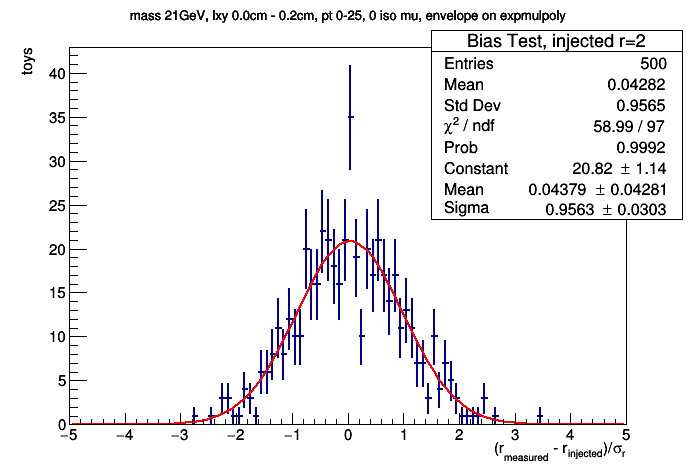 mass 21GeV, lxy 0.0cm - 0.2cm, pt 0-25, 0 iso mu, envelope on expmulpoly
Bias Test, injected r=2
Entries 500
Mean 0.04282
Std Dev 0.9565
χ² / ndf 58.99 / 97
Prob 0.9992
Constant 20.82 ± 1.14
Mean 0.04379 ± 0.04281
Sigma 0.9563 ± 0.0303
toys
40
35
30
25
20
15
10
5
0
−5 −4 −3 −2 −1 0 1 2 3 4 5
(r_measured - r_injected)/σ_r